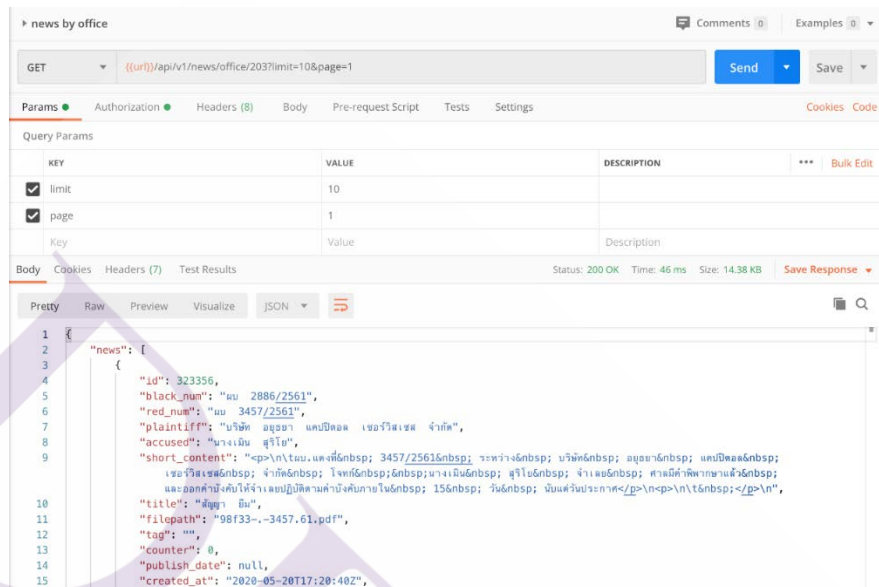 news by office
Comments 0 Examples 0
GET {{url}}/api/v1/news/office/203?limit=10&page=1 Send Save
Params Authorization Headers (8) Body Pre-request Script Tests Settings Cookies Code
Query Params
KEY VALUE DESCRIPTION ••• Bulk Edit
limit 10
page 1
Key Value Description
Body Cookies Headers (7) Test Results Status: 200 OK Time: 46 ms Size: 14.38 KB Save Response
Pretty Raw Preview Visualize JSON
1 {
2 "news": [
3 {
4 "id": 323356,
5 "black_num": "ผบ 2886/2561",
6 "red_num": "ผบ 3457/2561",
7 "plaintiff": "บริษัท อยุธยา แคปปิตอล เซอร์วิสเซส จำกัด",
8 "accused": "นางเมิน สุริโย",
9 "short_content": "<p>\n\tผบ.แดงที่&nbsp; 3457/2561&nbsp; ระหว่าง&nbsp; บริษัท&nbsp; อยุธยา&nbsp; แคปปิตอล&nbsp;
เซอร์วิสเซส&nbsp; จำกัด&nbsp; โจทก์&nbsp;&nbsp;นางเมิน&nbsp; สุริโย&nbsp; จำเลย&nbsp; ศาลมีคำพิพากษาแล้ว&nbsp;
และออกคำบังคับให้จำเลยปฏิบัติตามคำบังคับภายใน&nbsp; 15&nbsp; วัน&nbsp; นับแต่วันประกาศ</p>\n<p>\n\t&nbsp;</p>\n",
10 "title": "สัญญา ยืม",
11 "filepath": "98f33-.-3457.61.pdf",
12 "tag": "",
13 "counter": 0,
14 "publish_date": null,
15 "created_at": "2020-05-20T17:20:40Z",